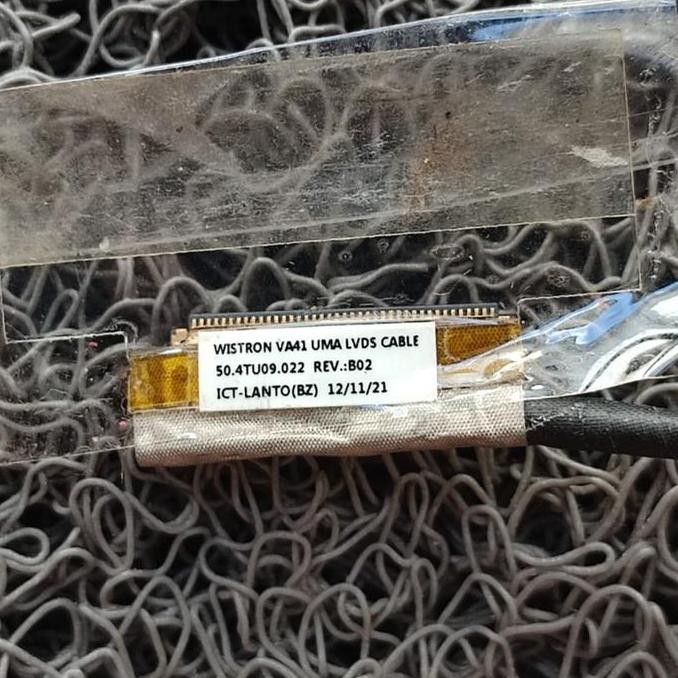 WISTRON VA41 UMA LVDS CABLE
50.4TU09.022 REV.:B02
ICT-LANTO(BZ) 12/11/21